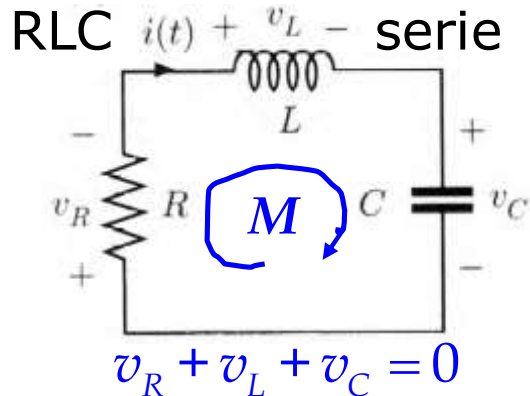 RLC i(t) + v_L − serie
L
− +
v_R R M C v_C
+ −
v_R + v_L + v_C = 0